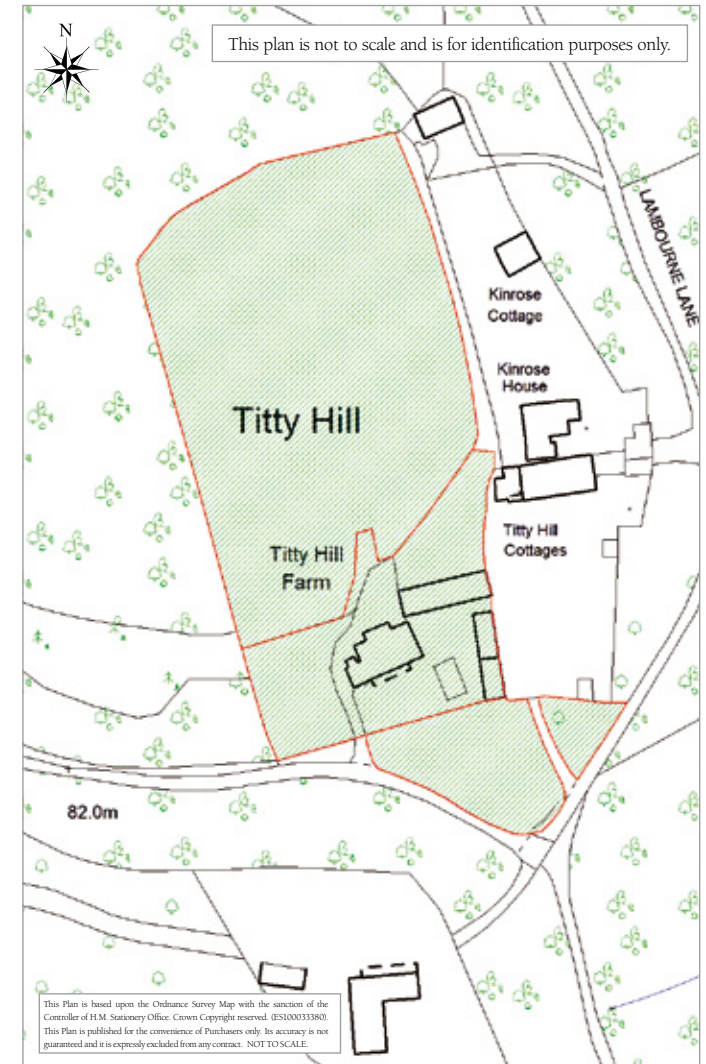 N
This plan is not to scale and is for identification purposes only.
LAMBOURNE LANE
Kinrose
Cottage
Kinrose
House
Titty Hill
Titty Hill
Cottages
Titty Hill
Farm
82.0m
This Plan is based upon the Ordnance Survey Map with the sanction of the
Controller of H.M. Stationery Office. Crown Copyright reserved. (ES100033380).
This Plan is published for the convenience of Purchasers only. Its accuracy is not
guaranteed and it is expressly excluded from any contract. NOT TO SCALE.